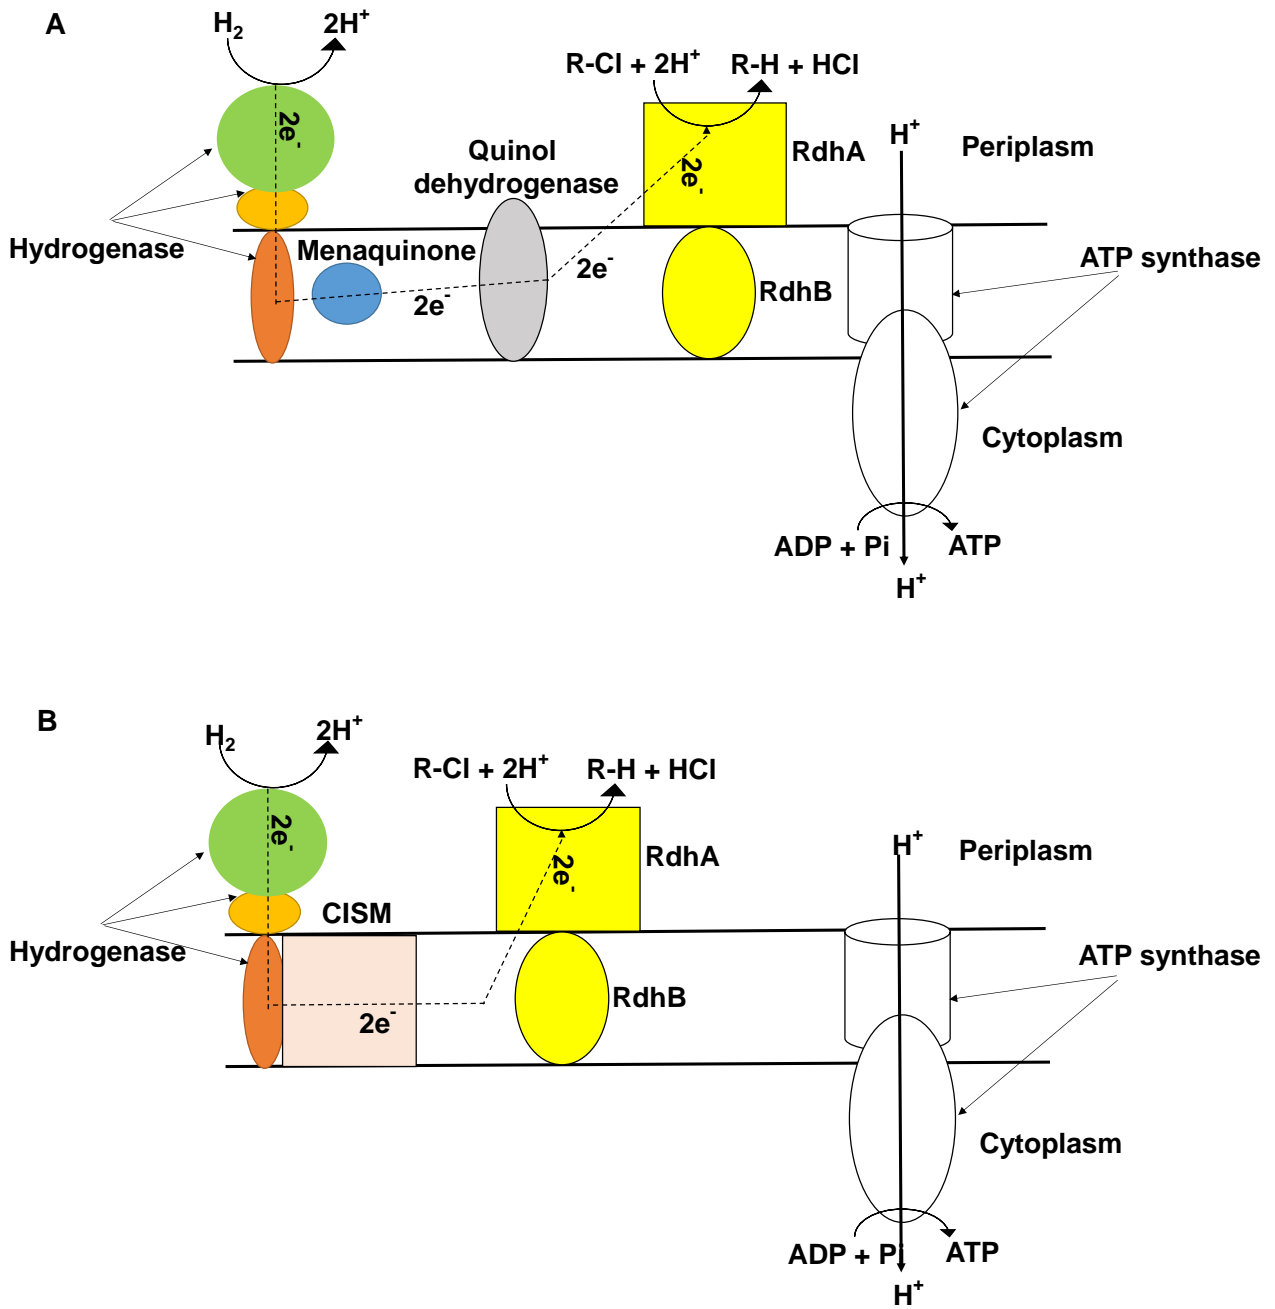 A
H₂ 2H⁺
R-Cl + 2H⁺ R-H + HCl
2e⁻
H⁺
Periplasm
Quinol
dehydrogenase
RdhA
2e⁻
Hydrogenase
Menaquinone
ATP synthase
2e⁻
RdhB
2e⁻
Cytoplasm
ADP + Pi ATP
H⁺
B
H₂ 2H⁺
R-Cl + 2H⁺ R-H + HCl
2e⁻
H⁺
Periplasm
RdhA
2e⁻
CISM
Hydrogenase
ATP synthase
RdhB
2e⁻
Cytoplasm
ADP + Pi ATP
H⁺